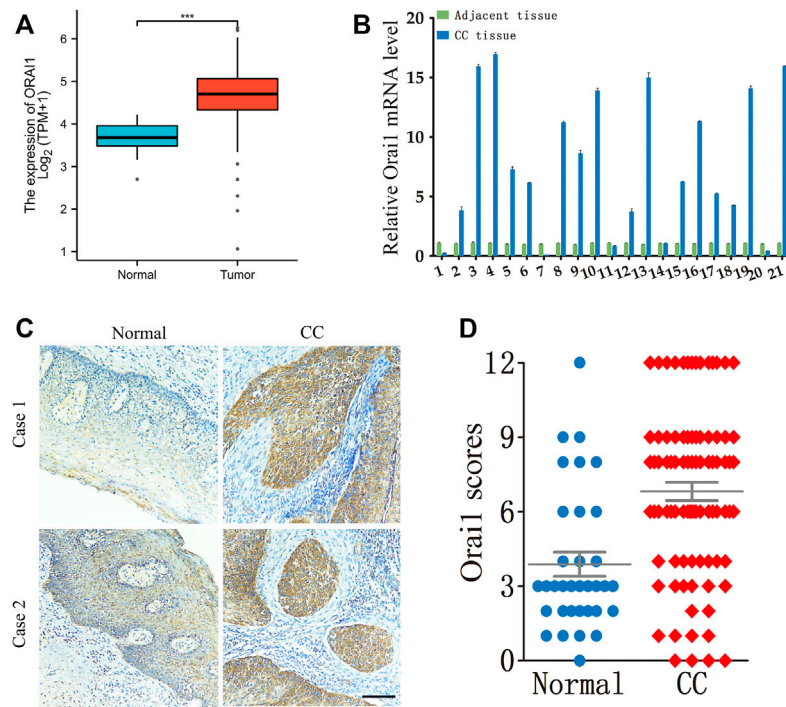 A
***
The expression of ORAI1
Log2 (TPM+1)
6
5
4
3
2
1
Normal
Tumor
B
Adjacent tissue
CC tissue
Relative Orai1 mRNA level
20
15
10
5
0
1 2 3 4 5 6 7 8 9 10 11 12 13 14 15 16 17 18 19 20 21
C
Normal
CC
Case 1
Case 2
D
Orai1 scores
12
9
6
3
0
Normal
CC